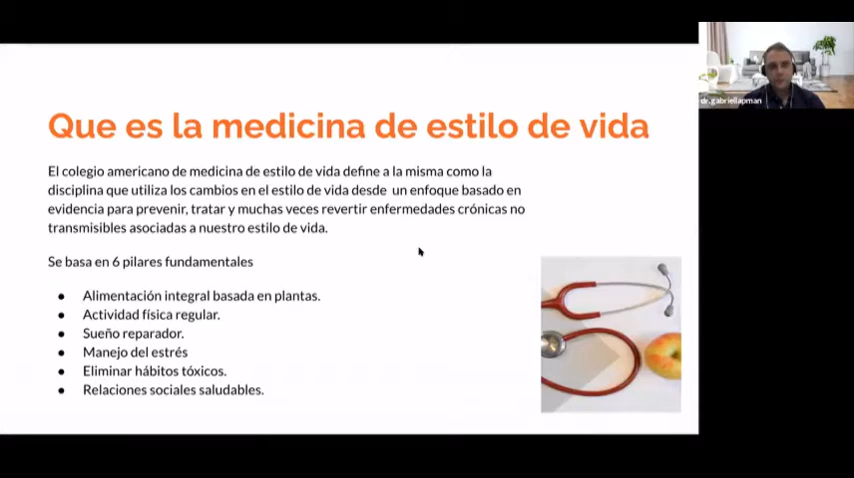 Que es la medicina de estilo de vida
El colegio americano de medicina de estilo de vida define a la misma como la
disciplina que utiliza los cambios en el estilo de vida desde un enfoque basado en
evidencia para prevenir, tratar y muchas veces revertir enfermedades crónicas no
transmisibles asociadas a nuestro estilo de vida.
Se basa en 6 pilares fundamentales
● Alimentación integral basada en plantas.
● Actividad física regular.
● Sueño reparador.
● Manejo del estrés
● Eliminar hábitos tóxicos.
● Relaciones sociales saludables.
dr.gabriellapman